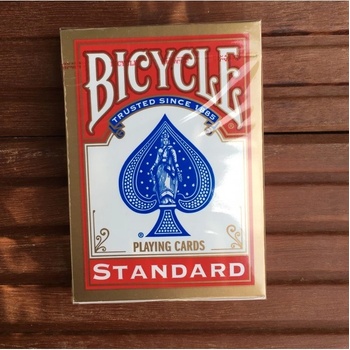 BICYCLE
TRUSTED SINCE 1885
®
PLAYING CARDS
STANDARD